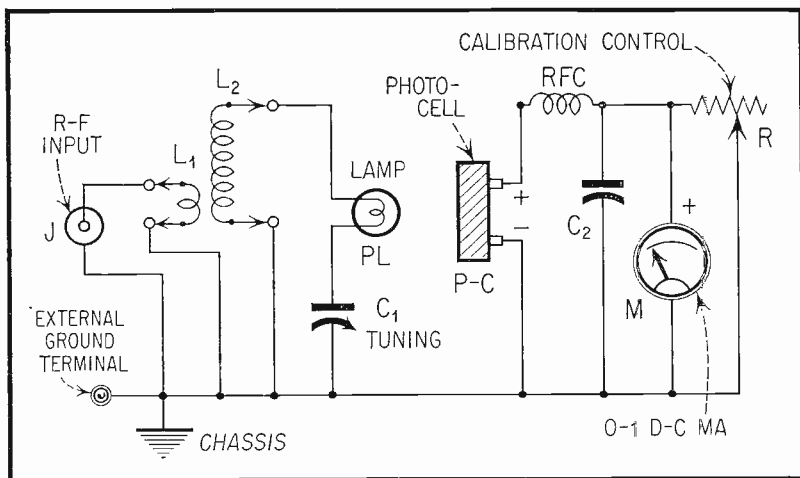 CALIBRATION CONTROL
L2
PHOTO-
CELL
RFC
R-F
INPUT
L1
LAMP
R
J
+
+
−
C2
PL
P-C
M
C1
TUNING
EXTERNAL
GROUND
TERMINAL
CHASSIS
0-1 D-C MA